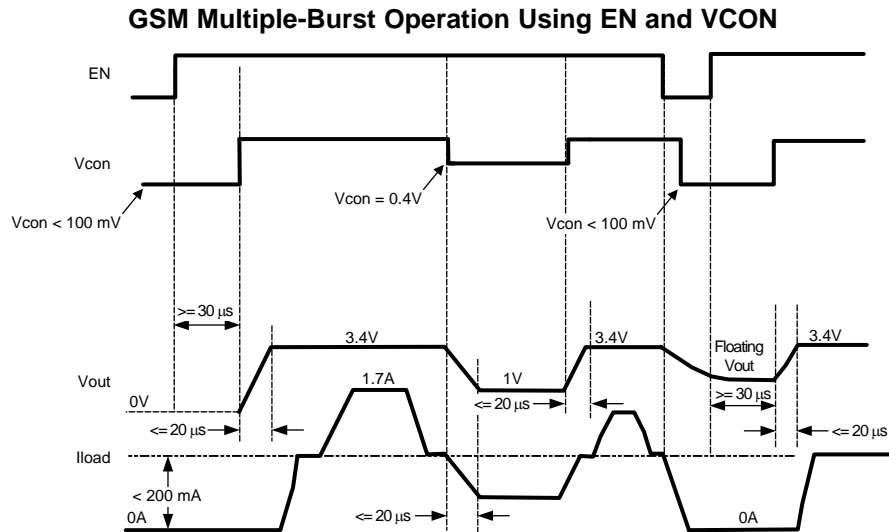 GSM Multiple-Burst Operation Using EN and VCON
EN
Vcon
Vcon < 100 mV
Vcon = 0.4V
Vcon < 100 mV
>= 30 µs
3.4V
3.4V
Floating
Vout
3.4V
Vout
1.7A
1V
0V
<= 20 µs
<= 20 µs
>= 30 µs
<= 20 µs
Iload
< 200 mA
0A
<= 20 µs
0A